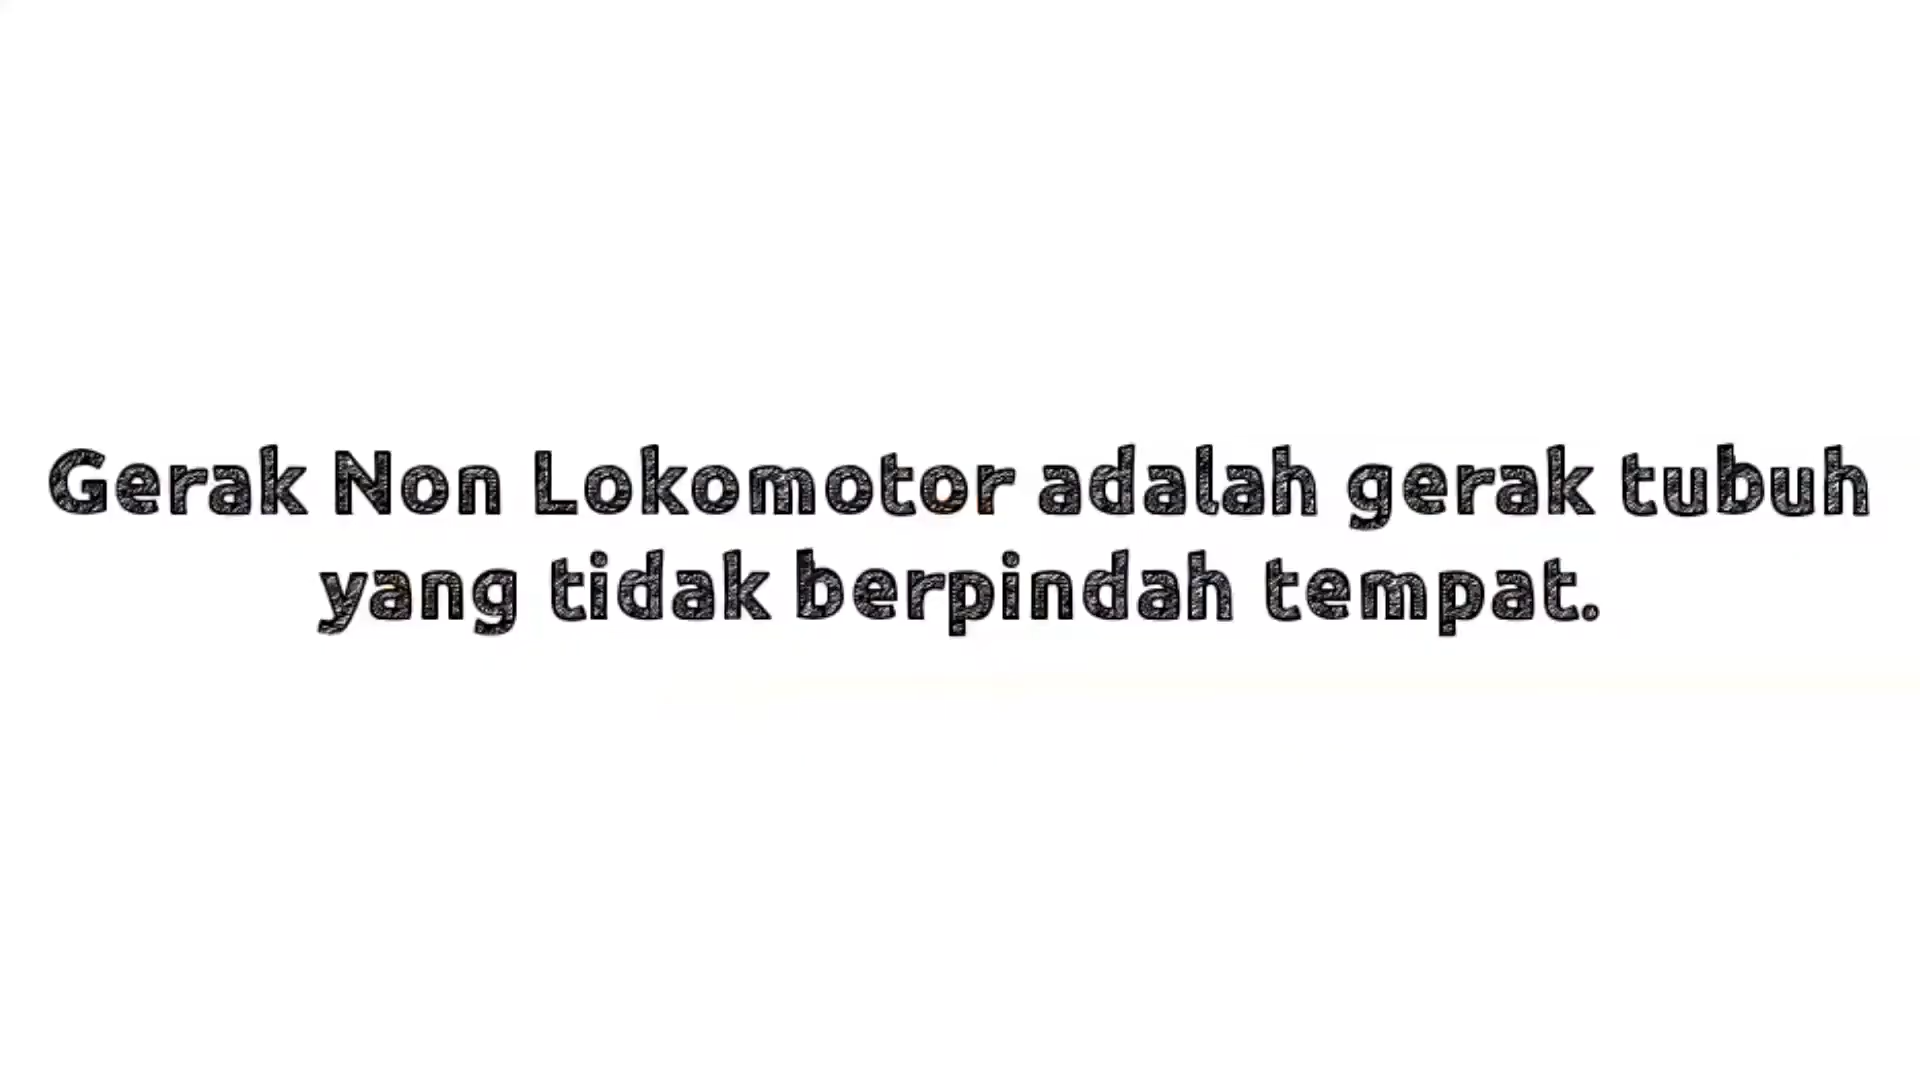 Gerak Non Lokomotor adalah gerak tubuh
yang tidak berpindah tempat.